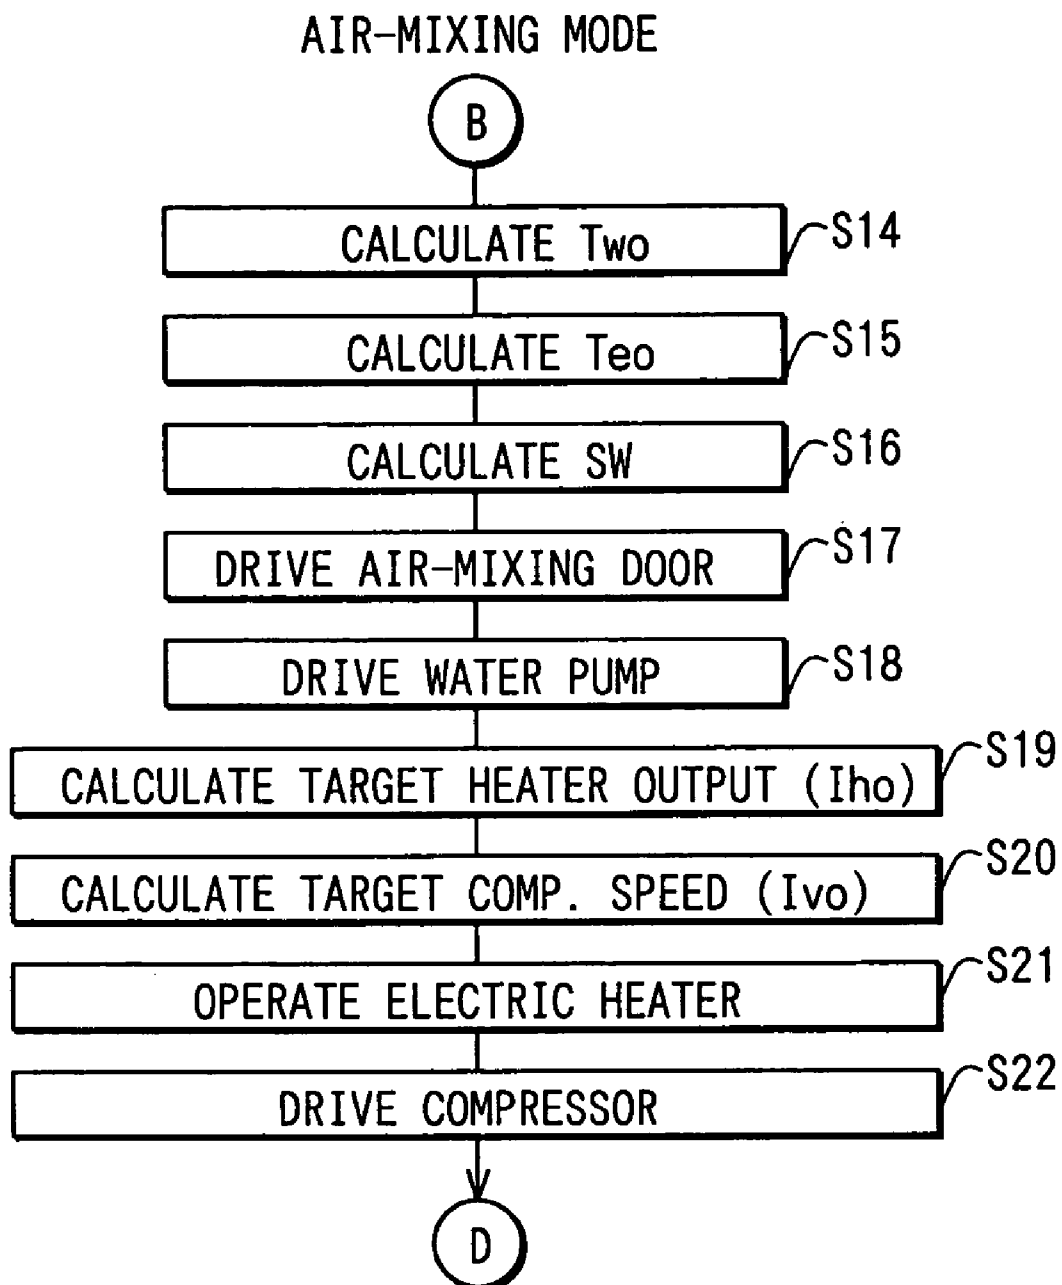 AIR-MIXING MODE
B
CALCULATE Two
S14
CALCULATE Teo
S15
CALCULATE SW
S16
DRIVE AIR-MIXING DOOR
S17
DRIVE WATER PUMP
S18
CALCULATE TARGET HEATER OUTPUT (Iho)
S19
CALCULATE TARGET COMP. SPEED (Ivo)
S20
OPERATE ELECTRIC HEATER
S21
DRIVE COMPRESSOR
S22
D